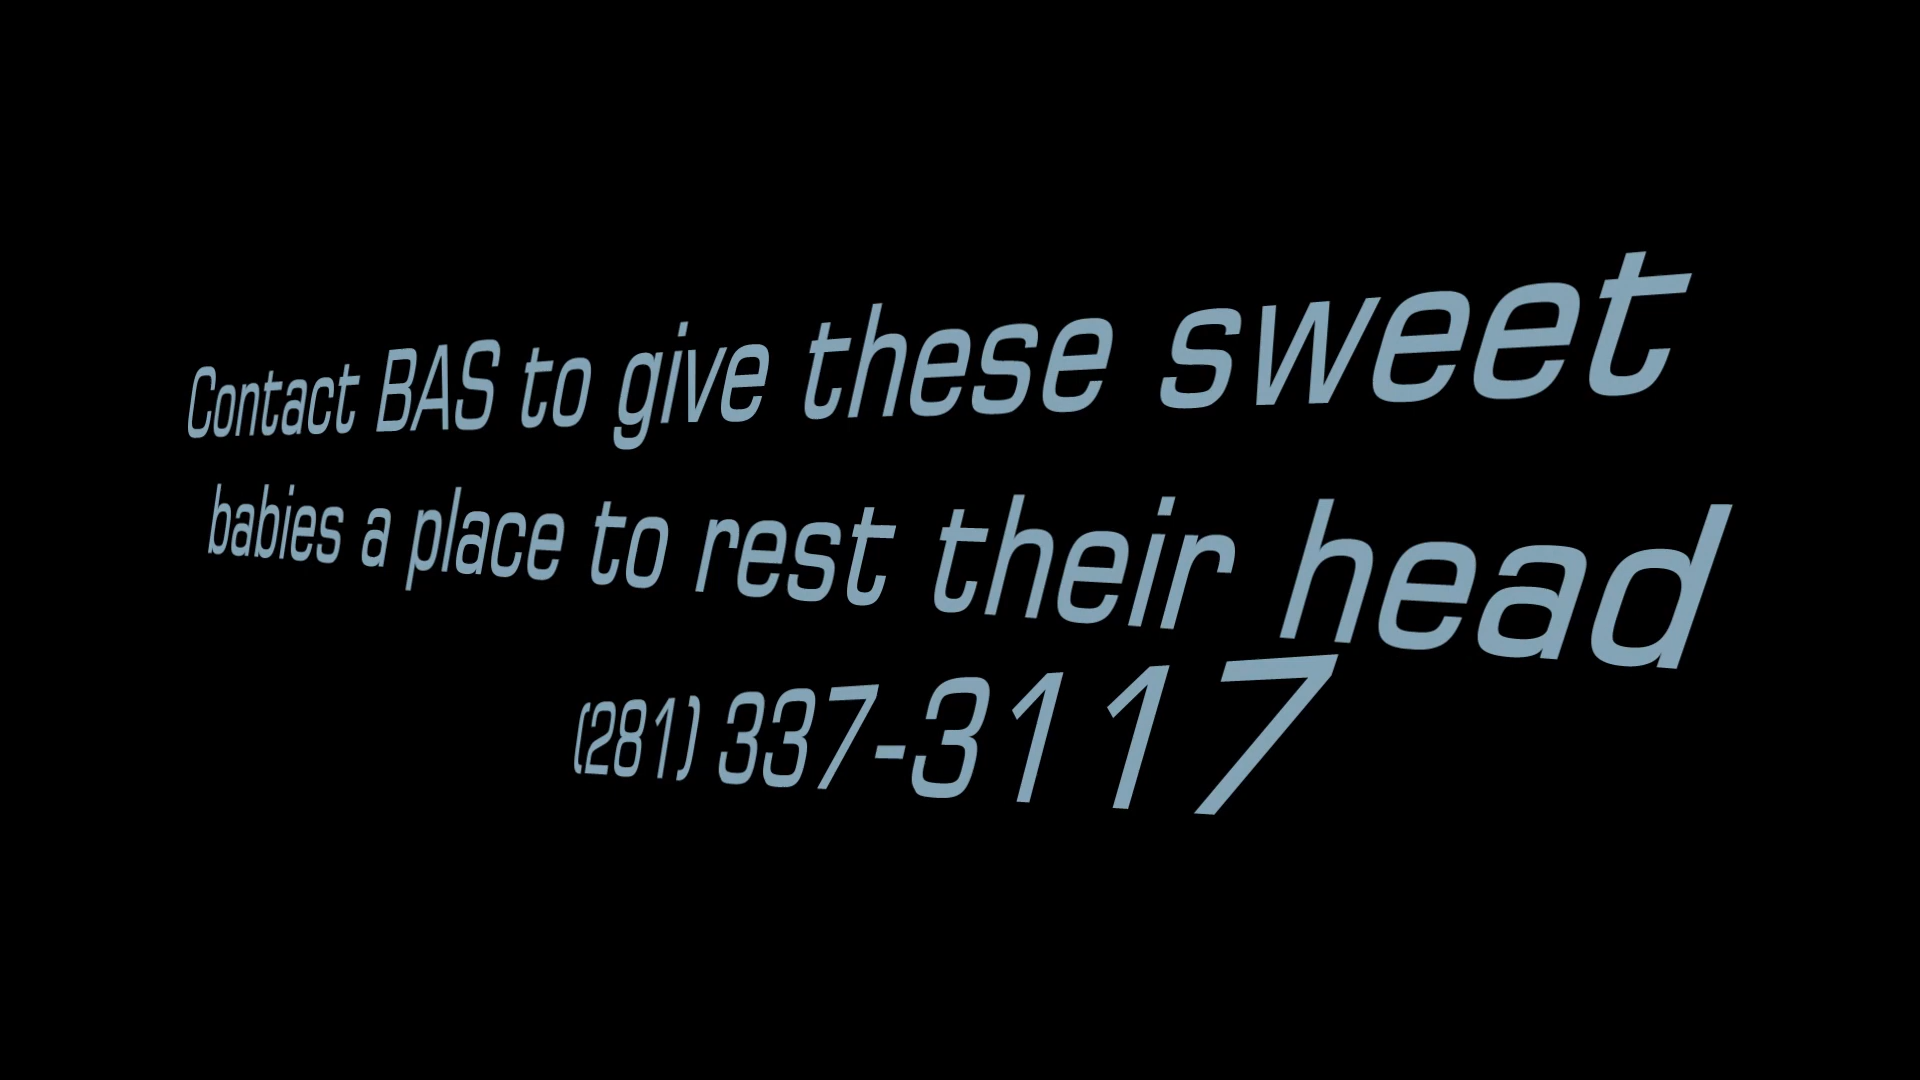 Contact BAS to give these sweet
babies a place to rest their head
(281) 337-3117